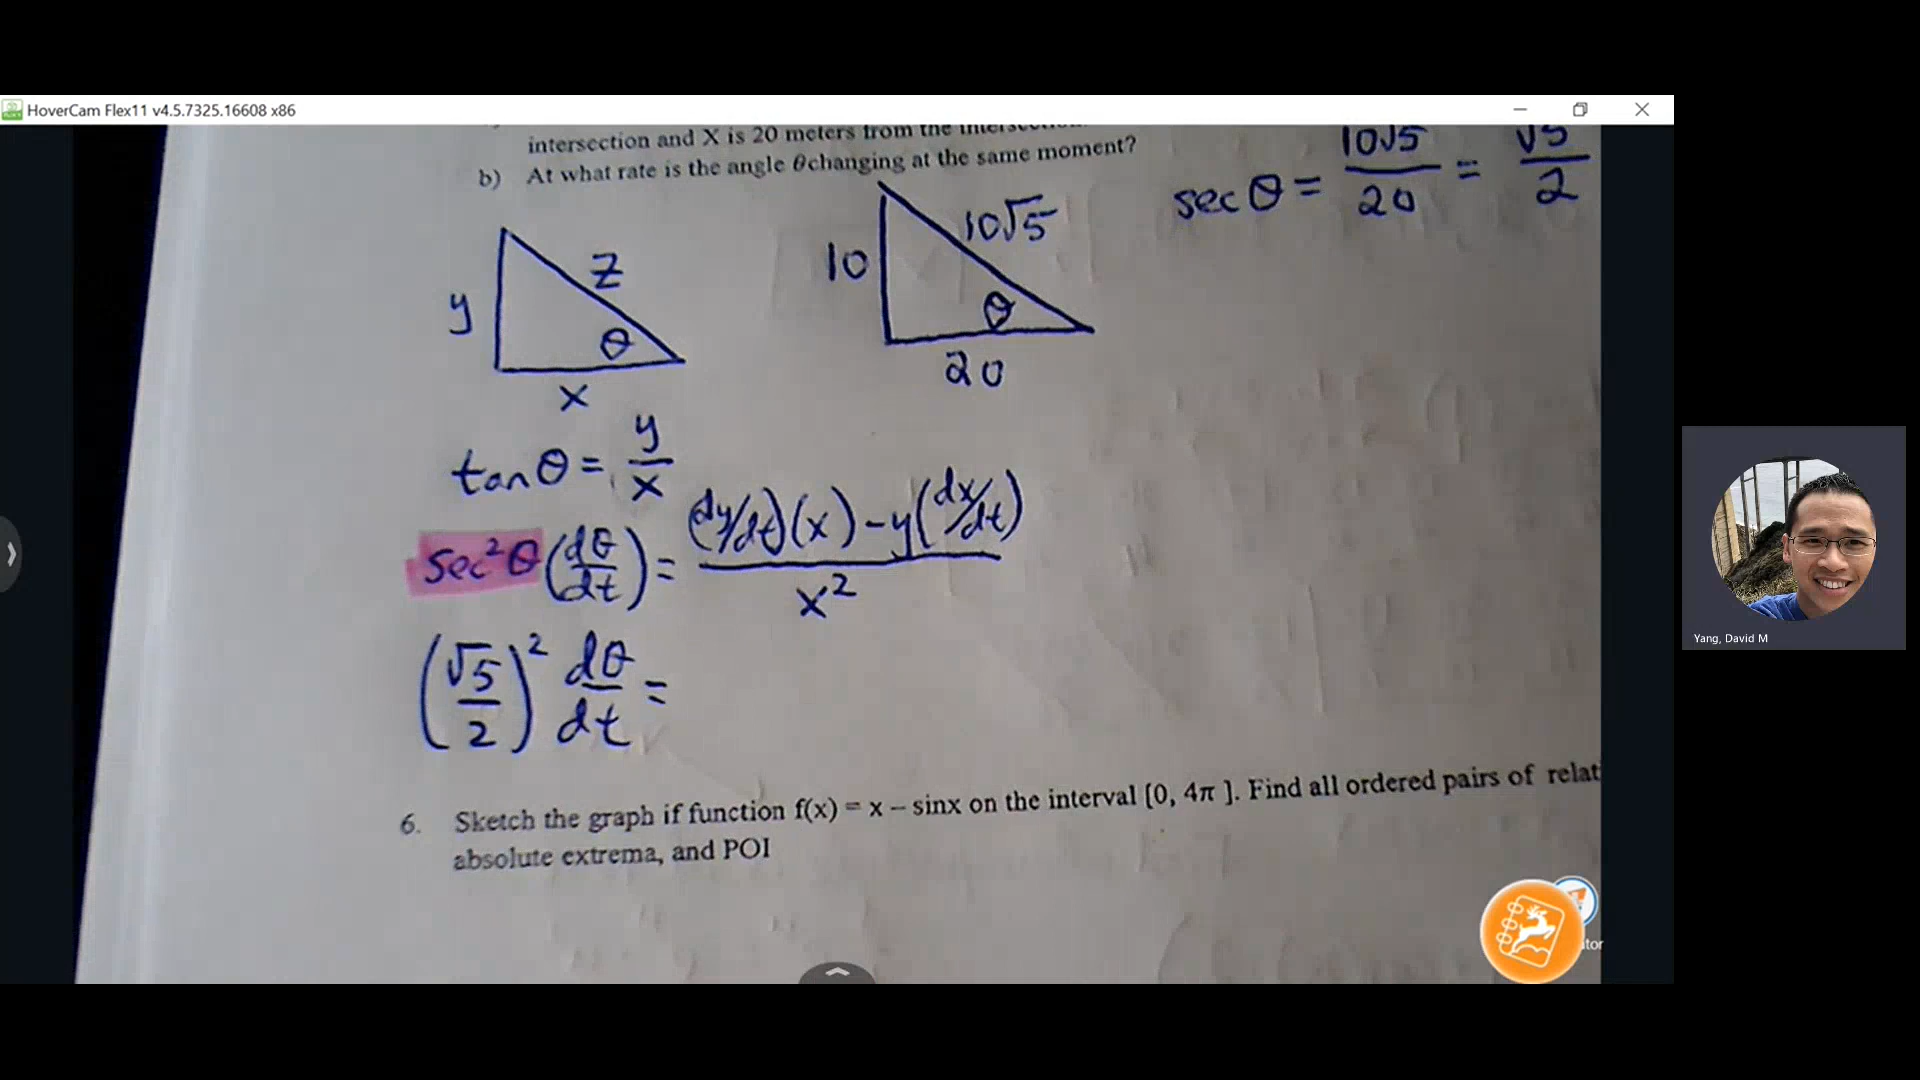 HoverCam Flex11 v4.5.7325.16608 x86
intersection and X is 20 meters from the
b) At what rate is the angle θ changing at the same moment?
sec θ = 10√5/20 = √5/2
y
z
θ
x
10
10√5
θ
20
tan θ = y/x
sec²θ (dθ/dt) = ((dy/dt)(x) - y(dx/dt))/x²
(√5/2)² dθ/dt =
6. Sketch the graph if function f(x) = x – sinx on the interval [0, 4π ]. Find all ordered pairs of relat
absolute extrema, and POI
tor
Yang, David M